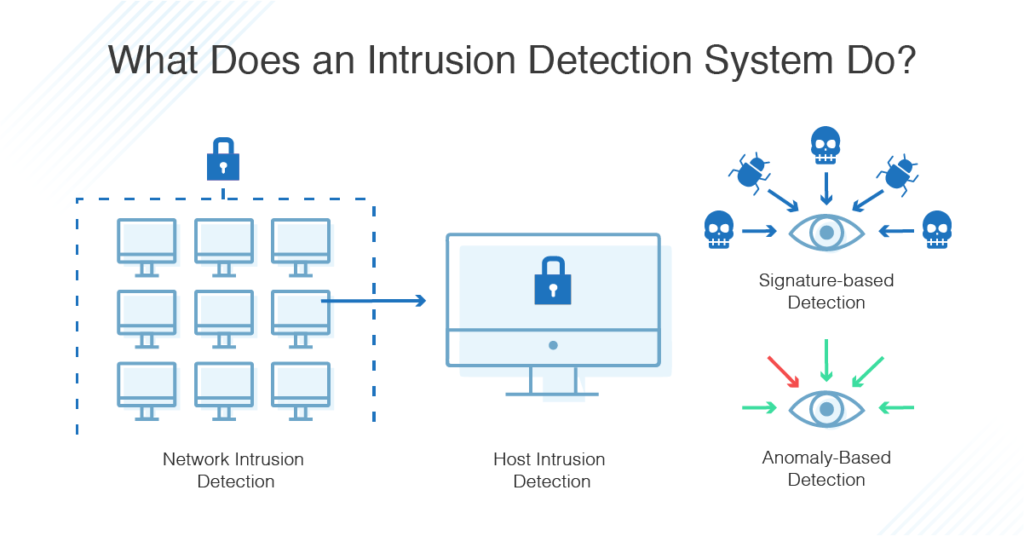 What Does an Intrusion Detection System Do?
Network Intrusion
Detection
Host Intrusion
Detection
Signature-based
Detection
Anomaly-Based
Detection